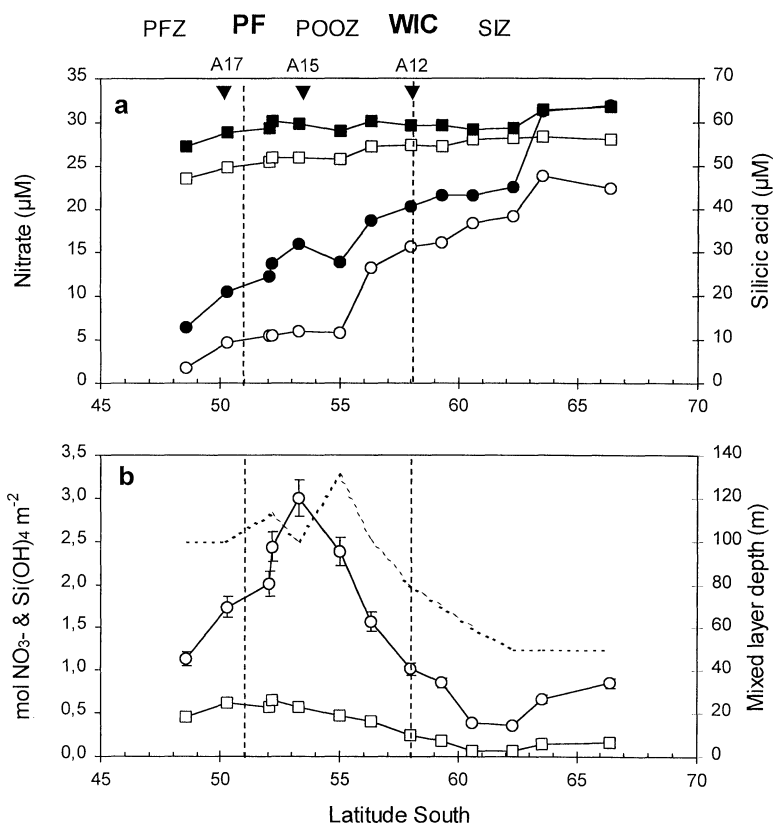 PFZ PF POOZ WIC SIZ
A17 A15 A12
a
35 30 25 20 15 10 5 0
Nitrate (µM)
70 60 50 40 30 20 10 0
Silicic acid (µM)
45 50 55 60 65 70
b
3,5 3,0 2,5 2,0 1,5 1,0 0,5 0,0
mol NO3- & Si(OH)4 m-2
140 120 100 80 60 40 20 0
Mixed layer depth (m)
45 50 55 60 65 70
Latitude South